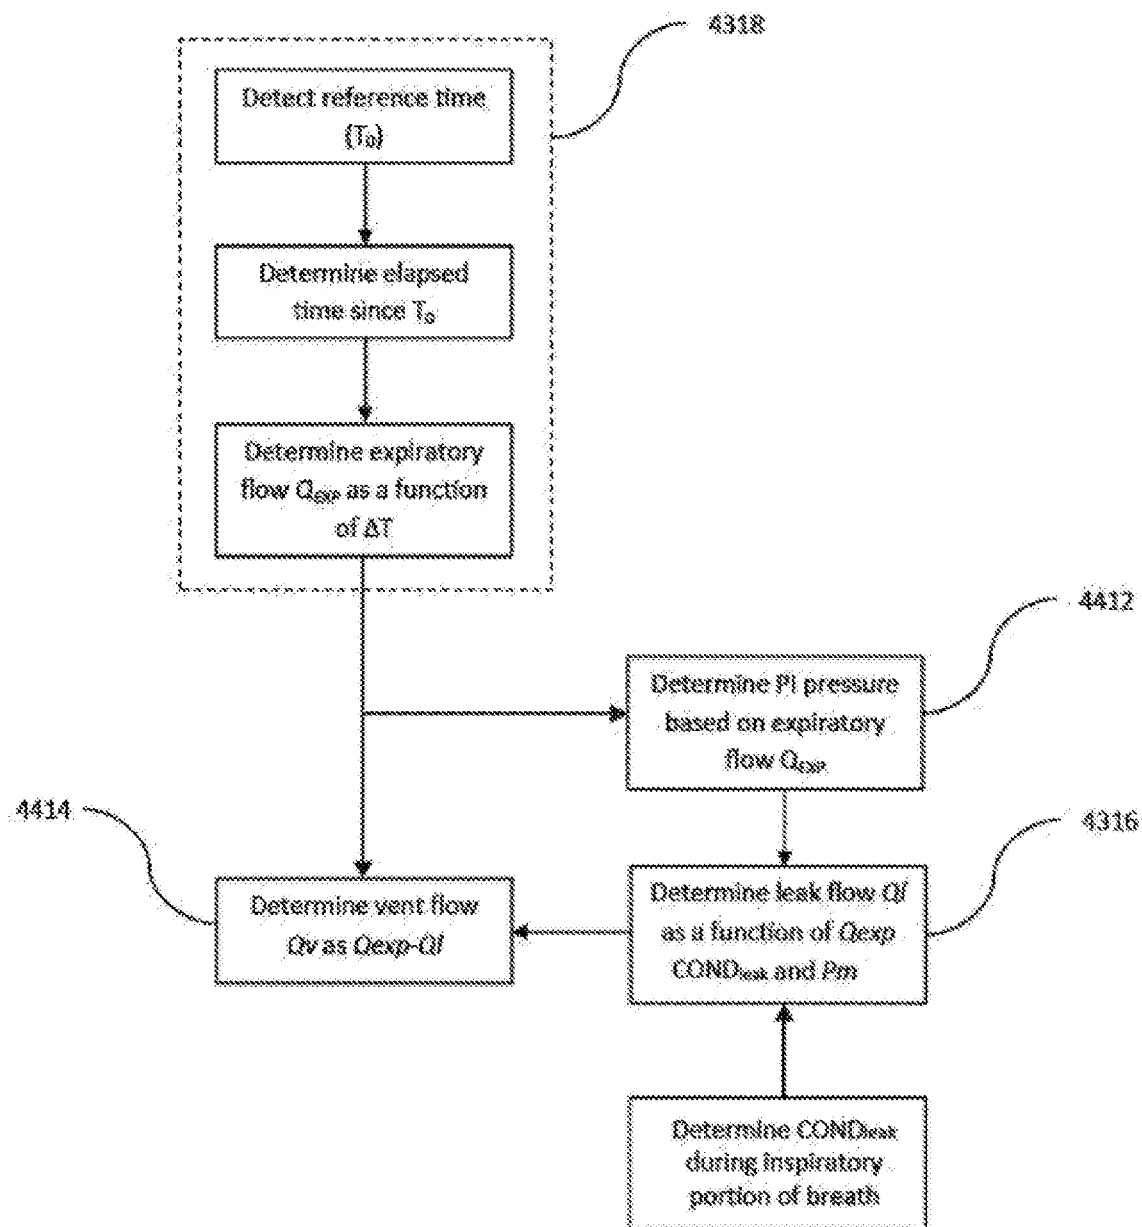 4318
Detect reference time
(T₀)
Determine elapsed
time since T₀
Determine expiratory
flow Q_EXP as a function
of ΔT
4412
Determine Pi pressure
based on expiratory
flow Q_EXP
4414
4316
Determine vent flow
Qv as Qexp-Ql
Determine leak flow Ql
as a function of Qexp
COND_leak and Pm
Determine COND_leak
during inspiratory
portion of breath